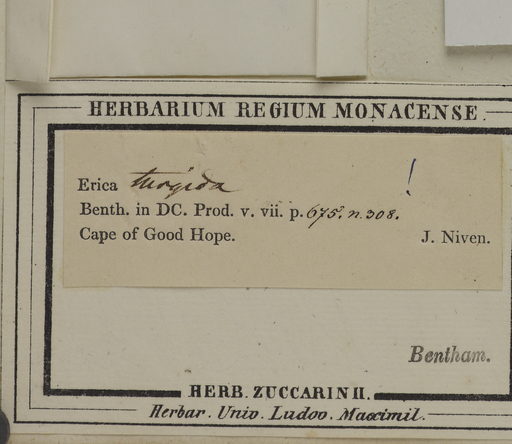 HERBARIUM REGIUM MONACENSE.
Erica turgida !
Benth. in DC. Prod. v. vii. p. 675. n. 308.
Cape of Good Hope. J. Niven.
Bentham.
HERB. ZUCCARINII.
Herbar. Univ. Ludov. Maximil.